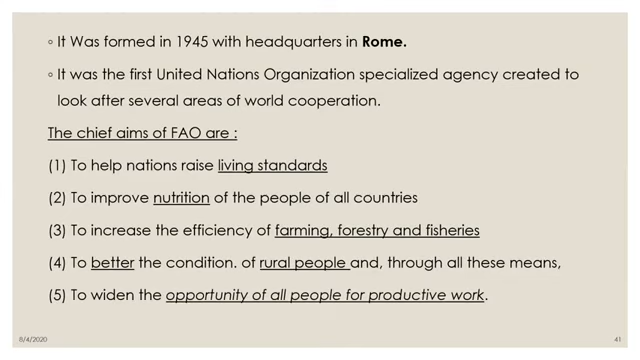 ◦ It Was formed in 1945 with headquarters in Rome.
◦ It was the first United Nations Organization specialized agency created to
look after several areas of world cooperation.
The chief aims of FAO are :
(1) To help nations raise living standards
(2) To improve nutrition of the people of all countries
(3) To increase the efficiency of farming, forestry and fisheries
(4) To better the condition. of rural people and, through all these means,
(5) To widen the opportunity of all people for productive work.
8/4/2020 41